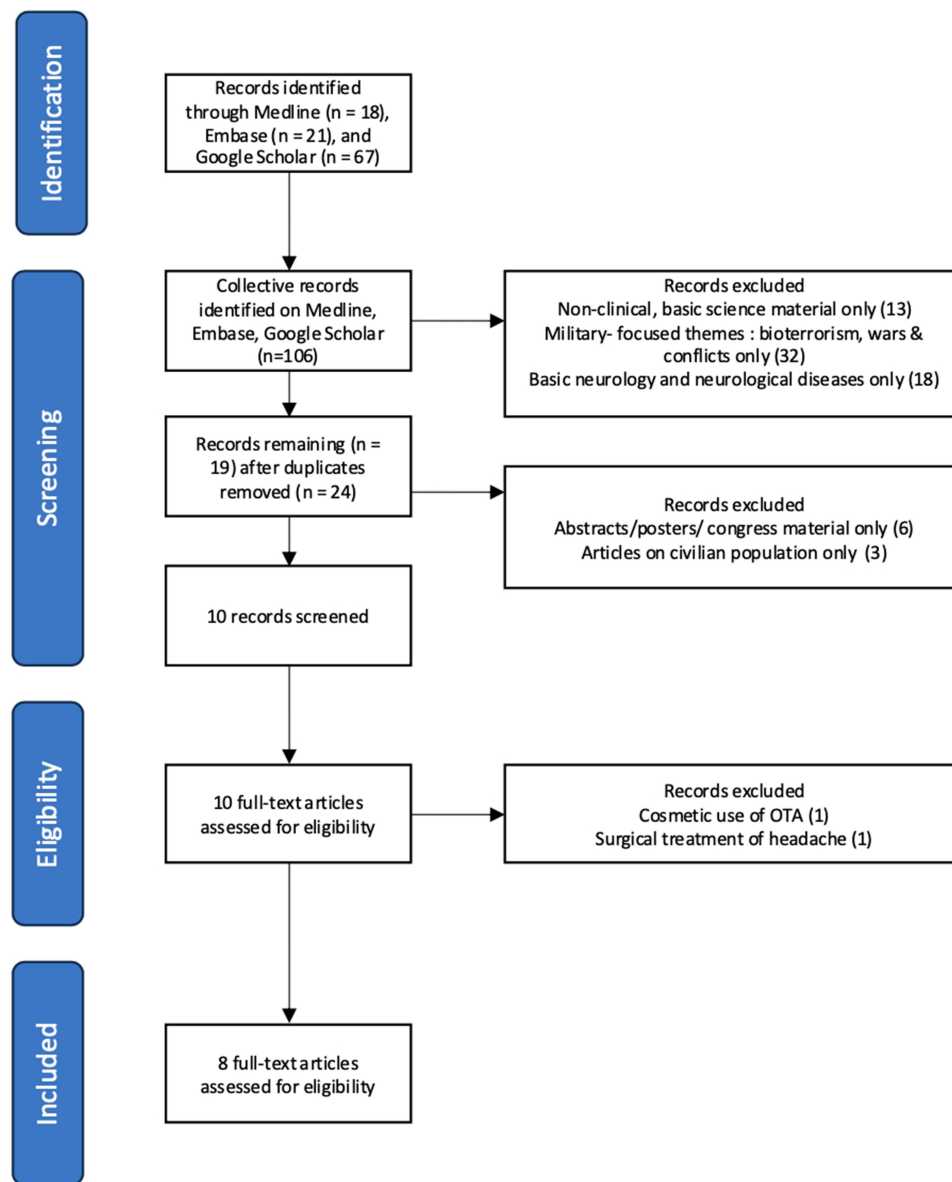 Identification
Records identified
through Medline (n = 18),
Embase (n = 21), and
Google Scholar (n = 67)
Screening
Collective records
identified on Medline,
Embase, Google Scholar
(n=106)
Records excluded
Non-clinical, basic science material only (13)
Military- focused themes : bioterrorism, wars &
conflicts only (32)
Basic neurology and neurological diseases only (18)
Records remaining (n =
19) after duplicates
removed (n = 24)
Records excluded
Abstracts/posters/ congress material only (6)
Articles on civilian population only (3)
10 records screened
Eligibility
10 full-text articles
assessed for eligibility
Records excluded
Cosmetic use of OTA (1)
Surgical treatment of headache (1)
Included
8 full-text articles
assessed for eligibility